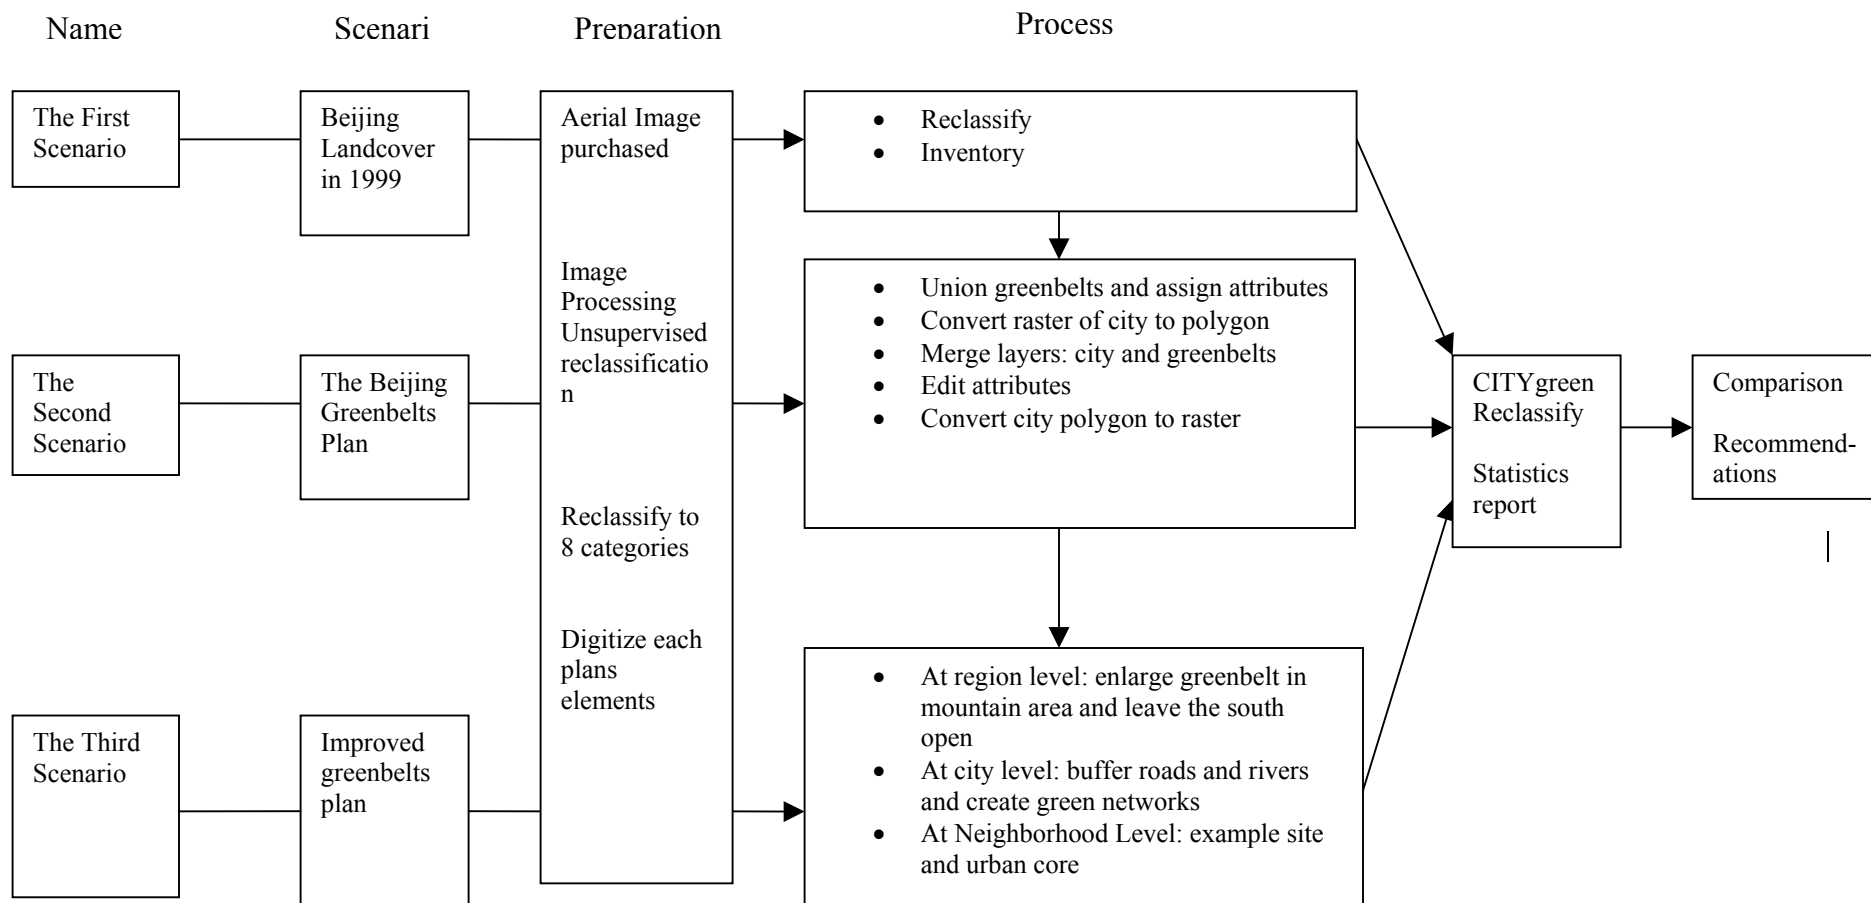 Name
Scenari
Preparation
Process
The First
Scenario
Beijing
Landcover
in 1999
Aerial Image
purchased
Image
Processing
Unsupervised
reclassificatio
n
Reclassify to
8 categories
Digitize each
plans
elements
• Reclassify
• Inventory
The
Second
Scenario
The Beijing
Greenbelts
Plan
• Union greenbelts and assign attributes
• Convert raster of city to polygon
• Merge layers: city and greenbelts
• Edit attributes
• Convert city polygon to raster
The Third
Scenario
Improved
greenbelts
plan
• At region level: enlarge greenbelt in
mountain area and leave the south
open
• At city level: buffer roads and rivers
and create green networks
• At Neighborhood Level: example site
and urban core
CITYgreen
Reclassify
Statistics
report
Comparison
Recommend-
ations